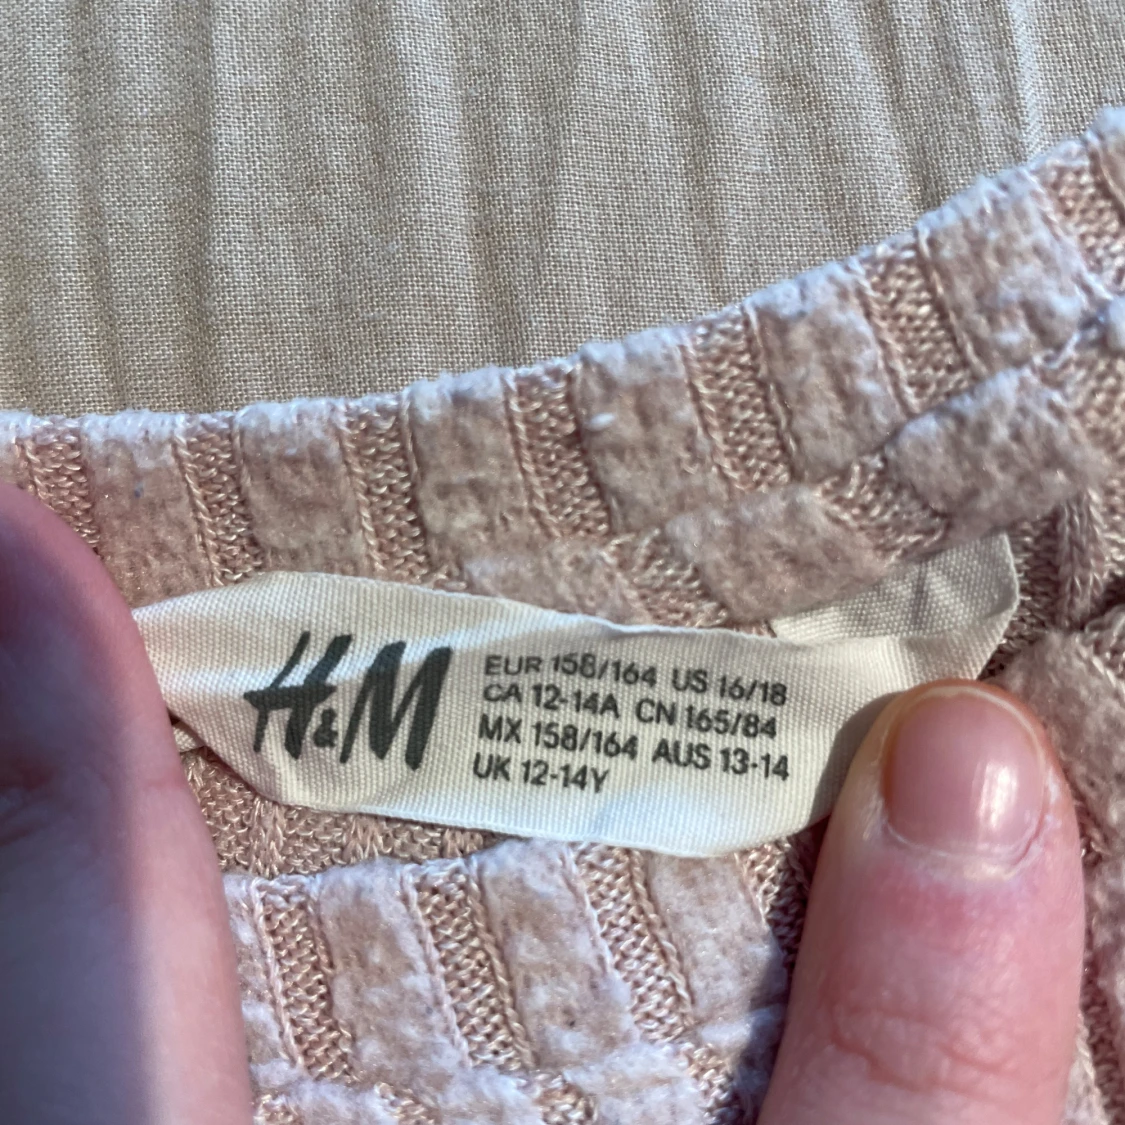 H&M
EUR 158/164 US 16/18
CA 12-14A CN 165/84
MX 158/164 AUS 13-14
UK 12-14Y